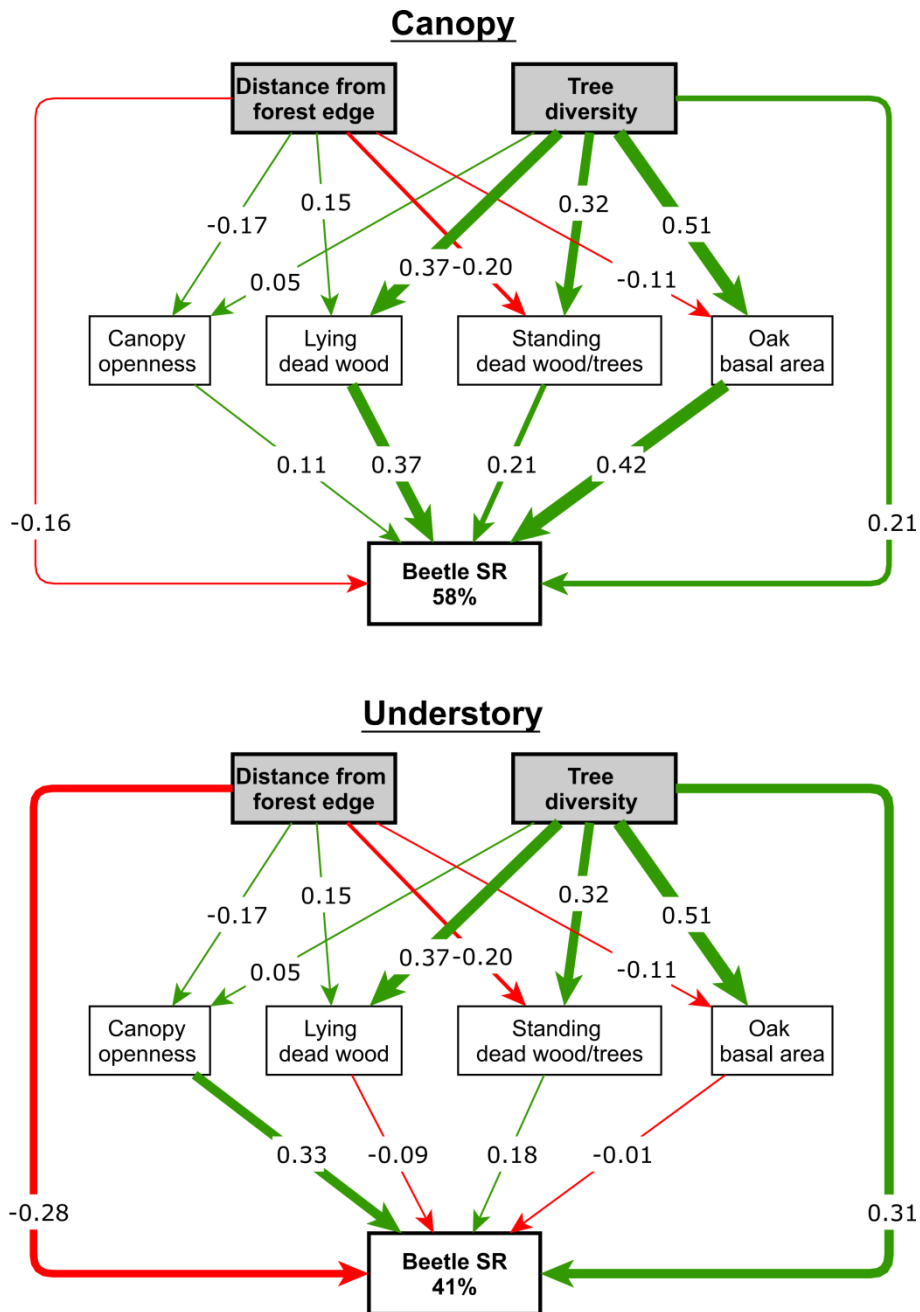 Canopy
Distance from
forest edge
Tree
diversity
-0.17
0.15
0.32
0.51
0.05
0.37
-0.20
-0.11
Canopy
openness
Lying
dead wood
Standing
dead wood/trees
Oak
basal area
0.11
0.37
0.21
0.42
-0.16
0.21
Beetle SR
58%
Understory
Distance from
forest edge
Tree
diversity
-0.17
0.15
0.32
0.51
0.05
0.37
-0.20
-0.11
Canopy
openness
Lying
dead wood
Standing
dead wood/trees
Oak
basal area
0.33
-0.09
0.18
-0.01
-0.28
0.31
Beetle SR
41%